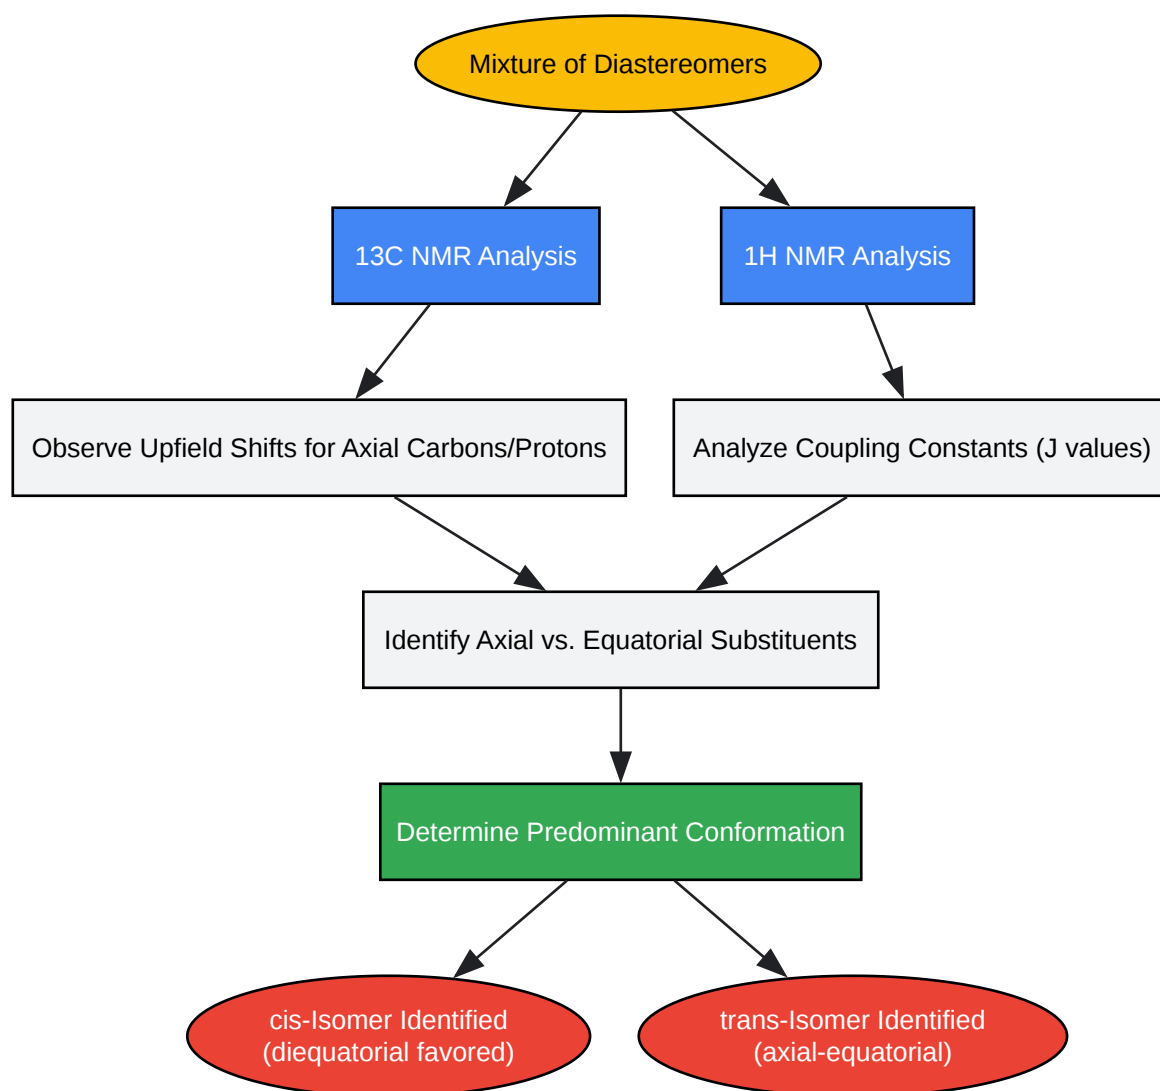 Mixture of Diastereomers
13C NMR Analysis
1H NMR Analysis
Observe Upfield Shifts for Axial Carbons/Protons
Analyze Coupling Constants (J values)
Identify Axial vs. Equatorial Substituents
Determine Predominant Conformation
cis-Isomer Identified
(diequatorial favored)
trans-Isomer Identified
(axial-equatorial)